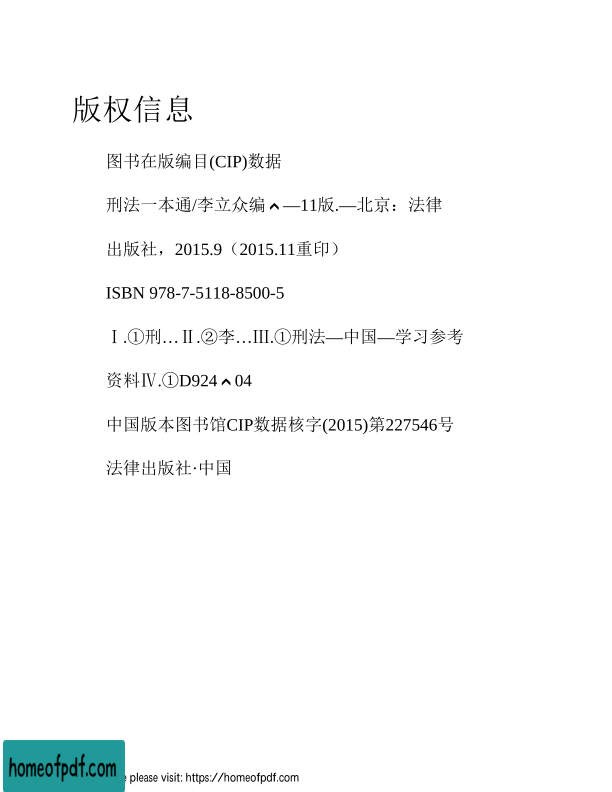 版权信息
图书在版编目(CIP)数据
刑法一本通/李立众编^—11版.—北京：法律
出版社，2015.9（2015.11重印）
ISBN 978-7-5118-8500-5
Ⅰ.①刑…Ⅱ.②李…Ⅲ.①刑法—中国—学习参考
资料Ⅳ.①D924^04
中国版本图书馆CIP数据核字(2015)第227546号
法律出版社·中国
homeofpdf.com
please visit: https://homeofpdf.com